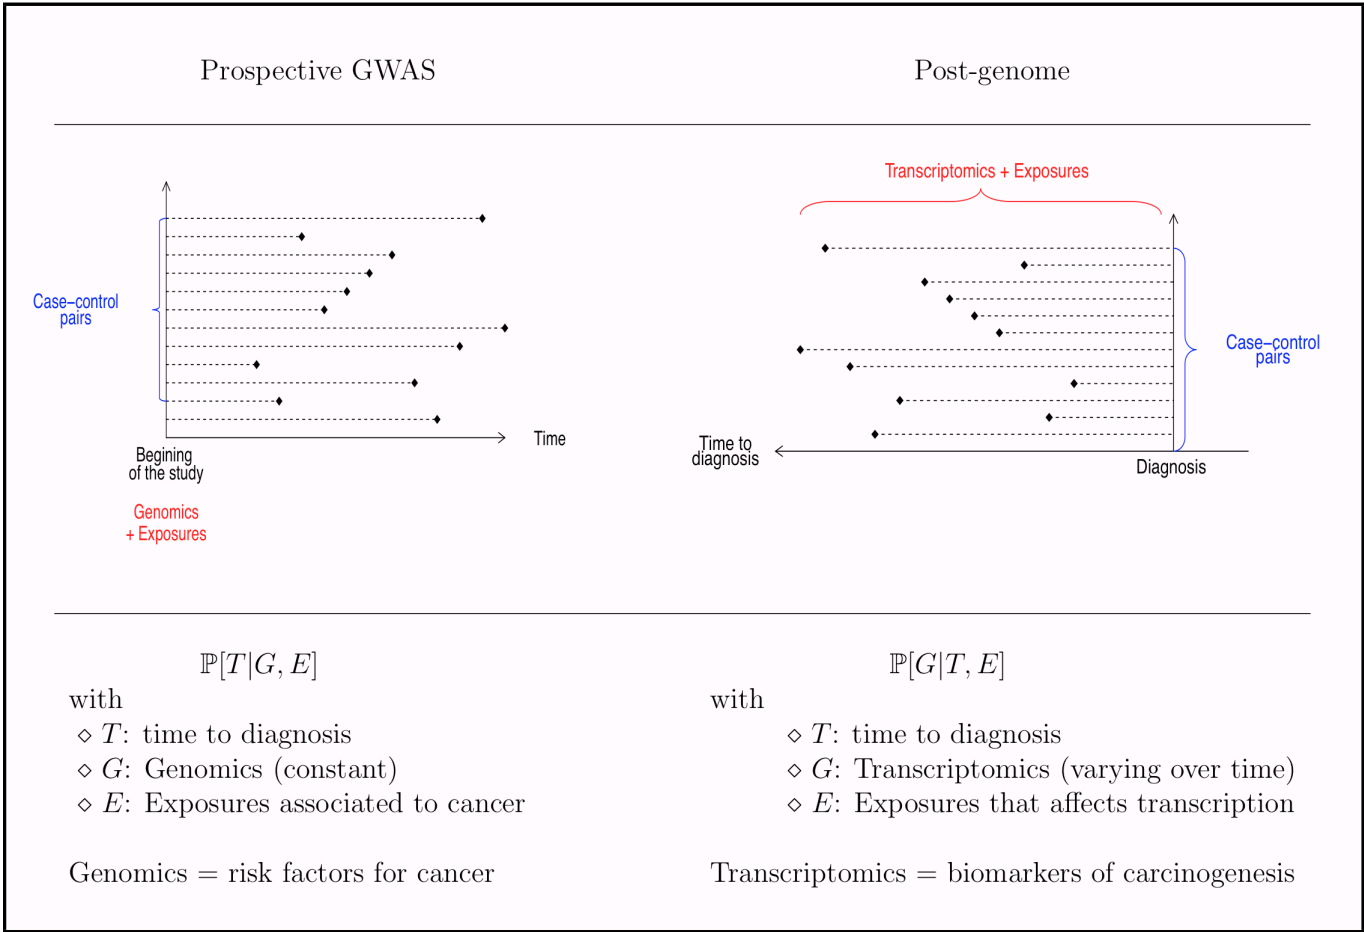 Prospective GWAS
Post-genome
Case–control
pairs
Time
Begining
of the study
Genomics
+ Exposures
Transcriptomics + Exposures
Case–control
pairs
Time to
diagnosis
Diagnosis
ℙ[T|G, E]
with
◇ T: time to diagnosis
◇ G: Genomics (constant)
◇ E: Exposures associated to cancer
Genomics = risk factors for cancer
ℙ[G|T, E]
with
◇ T: time to diagnosis
◇ G: Transcriptomics (varying over time)
◇ E: Exposures that affects transcription
Transcriptomics = biomarkers of carcinogenesis